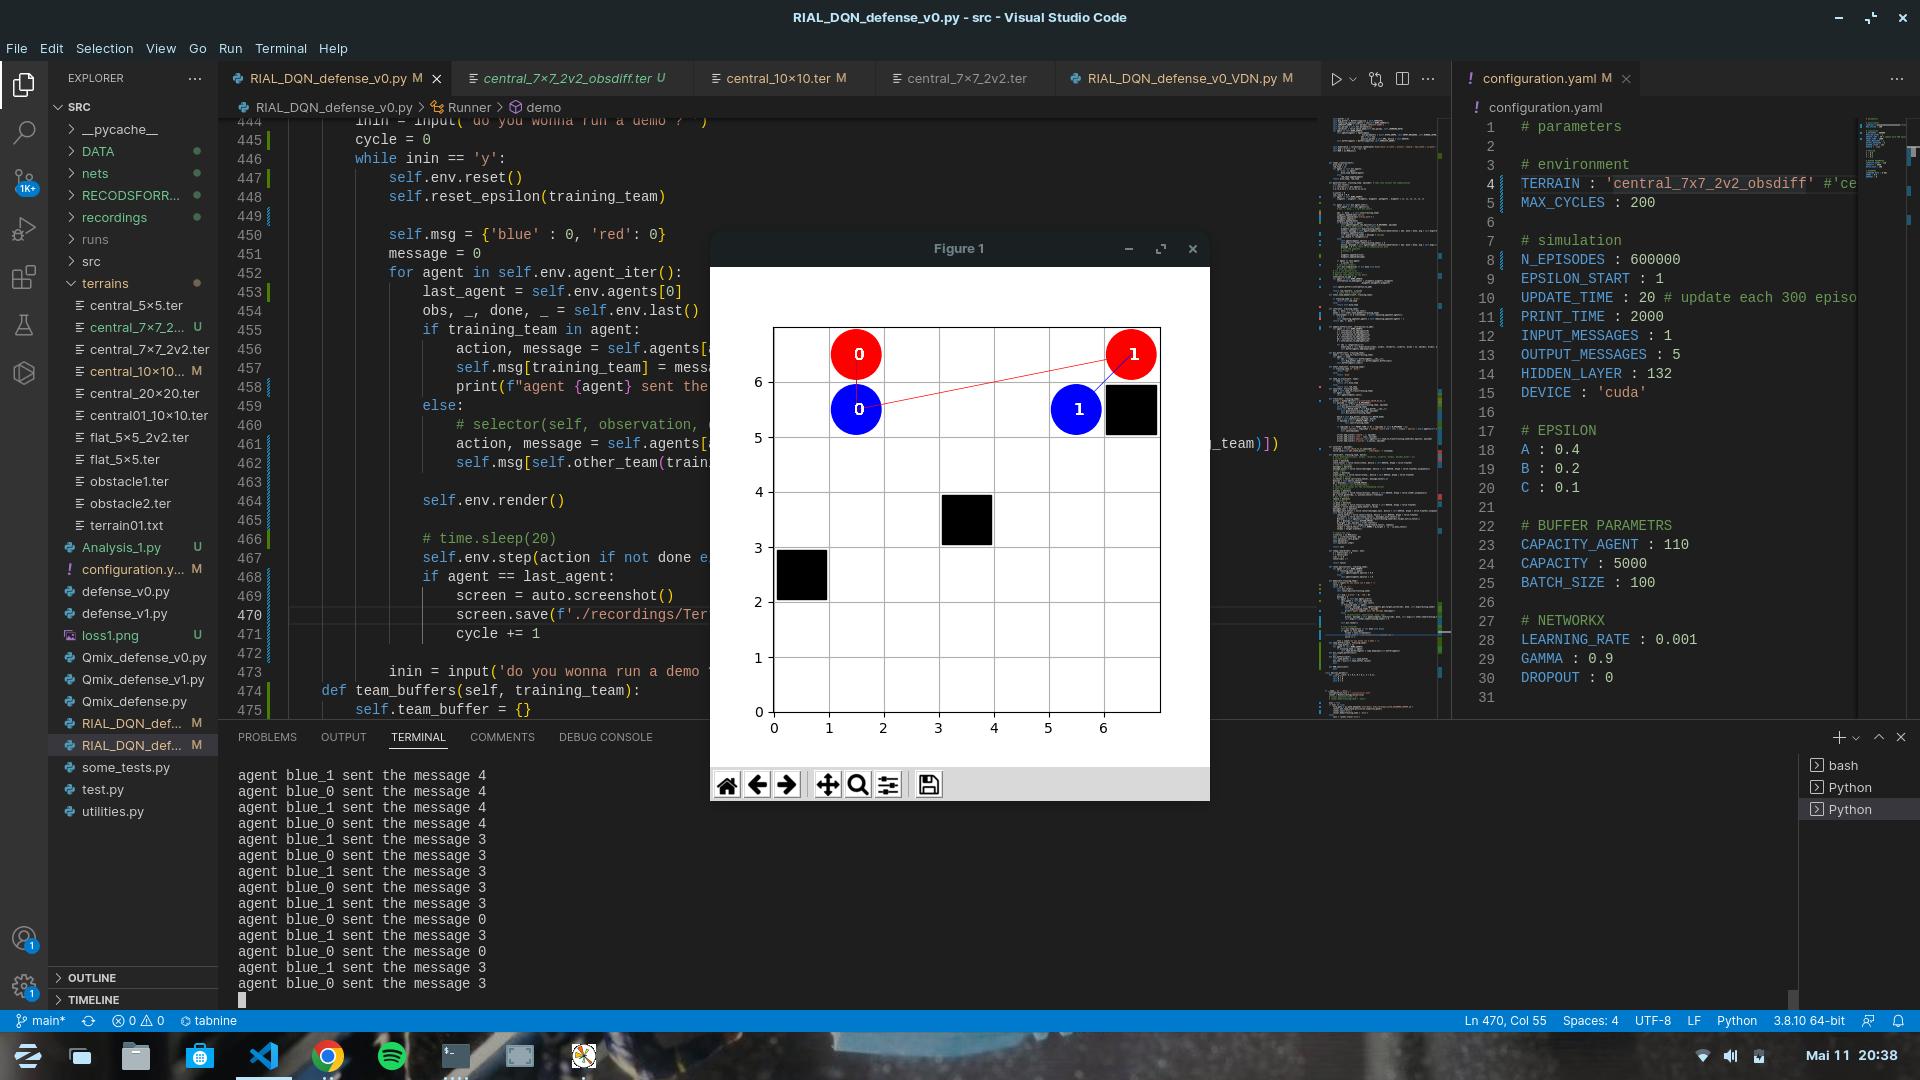 RIAL_DQN_defense_v0.py - src - Visual Studio Code
File Edit Selection View Go Run Terminal Help
EXPLORER
SRC
__pycache__
DATA
nets
RECODSFORR...
recordings
runs
src
terrains
central_5×5.ter
central_7×7_2... U
central_7×7_2v2.ter
central_10×10... M
central_20×20.ter
central01_10×10.ter
flat_5×5_2v2.ter
flat_5×5.ter
obstacle1.ter
obstacle2.ter
terrain01.txt
Analysis_1.py U
configuration.y... M
defense_v0.py
defense_v1.py
loss1.png U
Qmix_defense_v0.py
Qmix_defense_v1.py
Qmix_defense.py
RIAL_DQN_def... M
RIAL_DQN_def... M
some_tests.py
test.py
utilities.py
OUTLINE
TIMELINE
1K+
1
1
RIAL_DQN_defense_v0.py M central_7×7_2v2_obsdiff.ter U central_10×10.ter M central_7×7_2v2.ter RIAL_DQN_defense_v0_VDN.py M
RIAL_DQN_defense_v0.py > Runner > demo
444 inin = input('do you wonna run a demo ? ')
445 cycle = 0
446 while inin == 'y':
447 self.env.reset()
448 self.reset_epsilon(training_team)
449
450 self.msg = {'blue' : 0, 'red': 0}
451 message = 0
452 for agent in self.env.agent_iter():
453 last_agent = self.env.agents[0]
454 obs, _, done, _ = self.env.last()
455 if training_team in agent:
456 action, message = self.agents[
457 self.msg[training_team] = mess
458 print(f"agent {agent} sent the
459 else:
460 # selector(self, observation,
461 action, message = self.agents[ _team)])
462 self.msg[self.other_team(train
463
464 self.env.render()
465
466 # time.sleep(20)
467 self.env.step(action if not done e
468 if agent == last_agent:
469 screen = auto.screenshot()
470 screen.save(f'./recordings/Ter
471 cycle += 1
472
473 inin = input('do you wonna run a demo
474 def team_buffers(self, training_team):
475 self.team_buffer = {}
Figure 1
0
1
0
1
6
5
4
3
2
1
0
0 1 2 3 4 5 6
configuration.yaml M
configuration.yaml
1 # parameters
2
3 # environment
4 TERRAIN : 'central_7x7_2v2_obsdiff' #'ce
5 MAX_CYCLES : 200
6
7 # simulation
8 N_EPISODES : 600000
9 EPSILON_START : 1
10 UPDATE_TIME : 20 # update each 300 episo
11 PRINT_TIME : 2000
12 INPUT_MESSAGES : 1
13 OUTPUT_MESSAGES : 5
14 HIDDEN_LAYER : 132
15 DEVICE : 'cuda'
16
17 # EPSILON
18 A : 0.4
19 B : 0.2
20 C : 0.1
21
22 # BUFFER PARAMETRS
23 CAPACITY_AGENT : 110
24 CAPACITY : 5000
25 BATCH_SIZE : 100
26
27 # NETWORKX
28 LEARNING_RATE : 0.001
29 GAMMA : 0.9
30 DROPOUT : 0
31
PROBLEMS OUTPUT TERMINAL COMMENTS DEBUG CONSOLE
agent blue_1 sent the message 4
agent blue_0 sent the message 4
agent blue_1 sent the message 4
agent blue_0 sent the message 4
agent blue_1 sent the message 3
agent blue_0 sent the message 3
agent blue_1 sent the message 3
agent blue_0 sent the message 3
agent blue_1 sent the message 3
agent blue_0 sent the message 0
agent blue_1 sent the message 3
agent blue_0 sent the message 0
agent blue_1 sent the message 3
agent blue_0 sent the message 3
bash
Python
Python
main* 0 0 tabnine Ln 470, Col 55 Spaces: 4 UTF-8 LF Python 3.8.10 64-bit
Mai 11 20:38